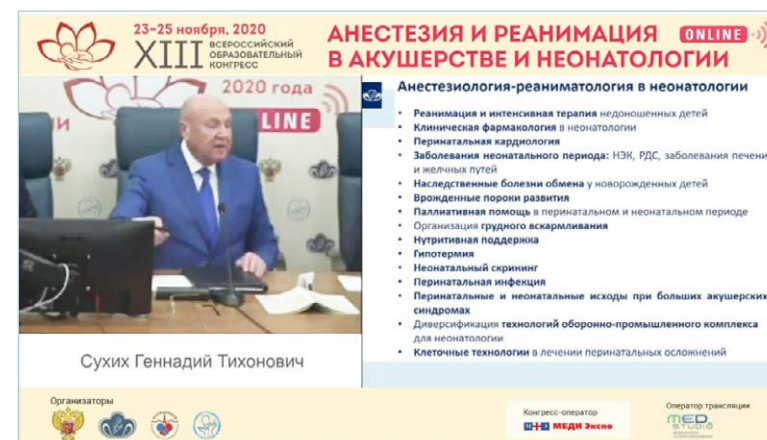 23–25 ноября, 2020
XIII ВСЕРОССИЙСКИЙ ОБРАЗОВАТЕЛЬНЫЙ КОНГРЕСС
АНЕСТЕЗИЯ И РЕАНИМАЦИЯ ONLINE
В АКУШЕРСТВЕ И НЕОНАТОЛОГИИ
2020 года
И
LINE
Анестезиология-реаниматология в неонатологии
• Реанимация и интенсивная терапия недоношенных детей
• Клиническая фармакология в неонатологии
• Перинатальная кардиология
• Заболевания неонатального периода: НЭК, РДС, заболевания печени
и желчных путей
• Наследственные болезни обмена у новорожденных детей
• Врожденные пороки развития
• Паллиативная помощь в перинатальном и неонатальном периоде
• Организация грудного вскармливания
• Нутритивная поддержка
• Гипотермия
• Неонатальный скрининг
• Перинатальная инфекция
• Перинатальные и неонатальные исходы при больших акушерских
синдромах
• Диверсификация технологий оборонно-промышленного комплекса
для неонатологии
• Клеточные технологии в лечении перинатальных осложнений
Сухих Геннадий Тихонович
Организаторы
Конгресс-оператор
МЕДИ Экспо
Оператор трансляции
MED
STUDIO